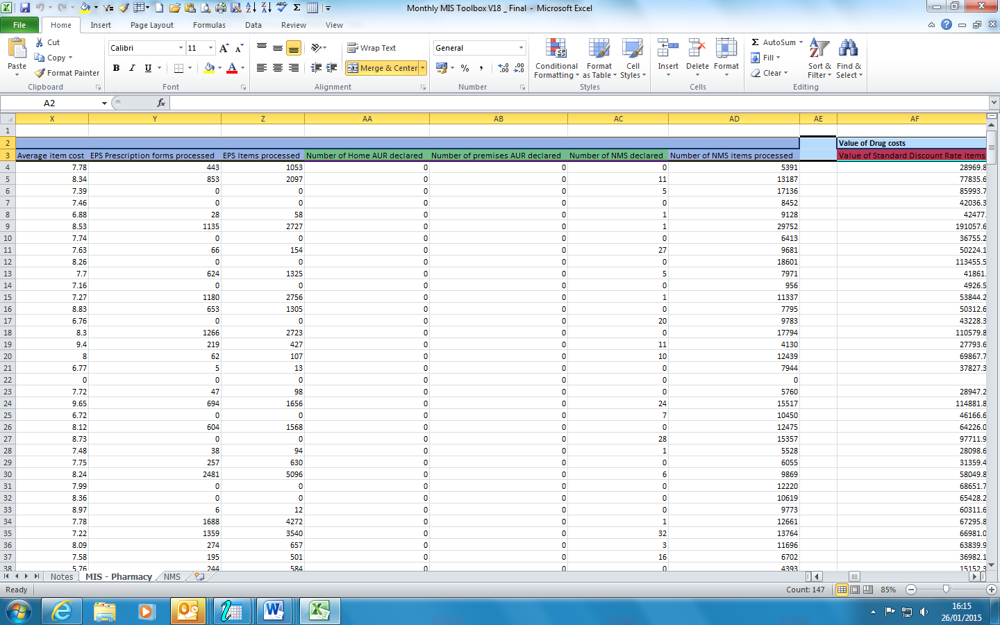 Monthly MIS Toolbox V18 _ Final - Microsoft Excel
File Home Insert Page Layout Formulas Data Review View
Paste Cut Copy Format Painter Clipboard
Calibri 11 B I U Font
Wrap Text Merge & Center Alignment
General % , Number
Conditional Formatting Format as Table Cell Styles Styles
Insert Delete Format Cells
Σ AutoSum Fill Clear Sort & Filter Find & Select Editing
A2 fx
X Y Z AA AB AC AD AE AF
1
2 Value of Drug costs
3 Average item cost EPS Prescription forms processed EPS Items processed Number of Home AUR declared Number of premises AUR declared Number of NMS declared Number of NMS items processed Value of Standard Discount Rate items
4 7.78 443 1053 0 0 0 5391 28969.8
5 8.34 853 2097 0 0 11 13187 77835.6
6 7.39 0 0 0 0 5 17136 85993.7
7 7.46 0 0 0 0 0 8452 42036.3
8 6.88 28 58 0 0 1 9128 42477.
9 8.53 1135 2727 0 0 1 29752 191057.6
10 7.74 0 0 0 0 0 6413 36755.2
11 7.63 66 154 0 0 27 9681 50224.1
12 8.26 0 0 0 0 0 18601 113455.5
13 7.7 624 1325 0 0 5 7971 41861.
14 7.16 0 0 0 0 0 956 4926.5
15 7.27 1180 2756 0 0 1 11337 53844.2
16 8.83 653 1305 0 0 0 7795 50312.6
17 6.76 0 0 0 0 20 9783 43228.3
18 8.3 1266 2723 0 0 0 17794 110579.8
19 9.4 219 427 0 0 11 4130 27793.6
20 8 62 107 0 0 10 12439 69867.7
21 6.77 5 13 0 0 0 7944 37827.3
22 0 0 0 0 0 0 0
23 7.72 47 98 0 0 0 5760 28947.2
24 9.65 694 1656 0 0 24 15517 114881.8
25 6.72 0 0 0 0 7 10450 46166.6
26 8.12 604 1568 0 0 0 12475 64226.0
27 8.73 0 0 0 0 28 15357 97711.9
28 7.48 38 94 0 0 1 5528 28098.6
29 7.75 257 630 0 0 0 6055 31359.4
30 8.24 2481 5096 0 0 6 9869 58049.8
31 7.99 0 0 0 0 0 12220 68651.7
32 8.36 0 0 0 0 0 10619 65428.2
33 8.97 6 12 0 0 0 9773 60311.6
34 7.78 1688 4272 0 0 1 12661 67295.8
35 7.22 1359 3540 0 0 32 13764 66981.0
36 8.09 274 657 0 0 3 11696 63839.9
37 7.58 195 501 0 0 16 6702 36982.1
38 5.76 244 584 0 0 0 4393 15152.3
Notes MIS - Pharmacy NMS
Ready Count: 147 85%
16:15
26/01/2015